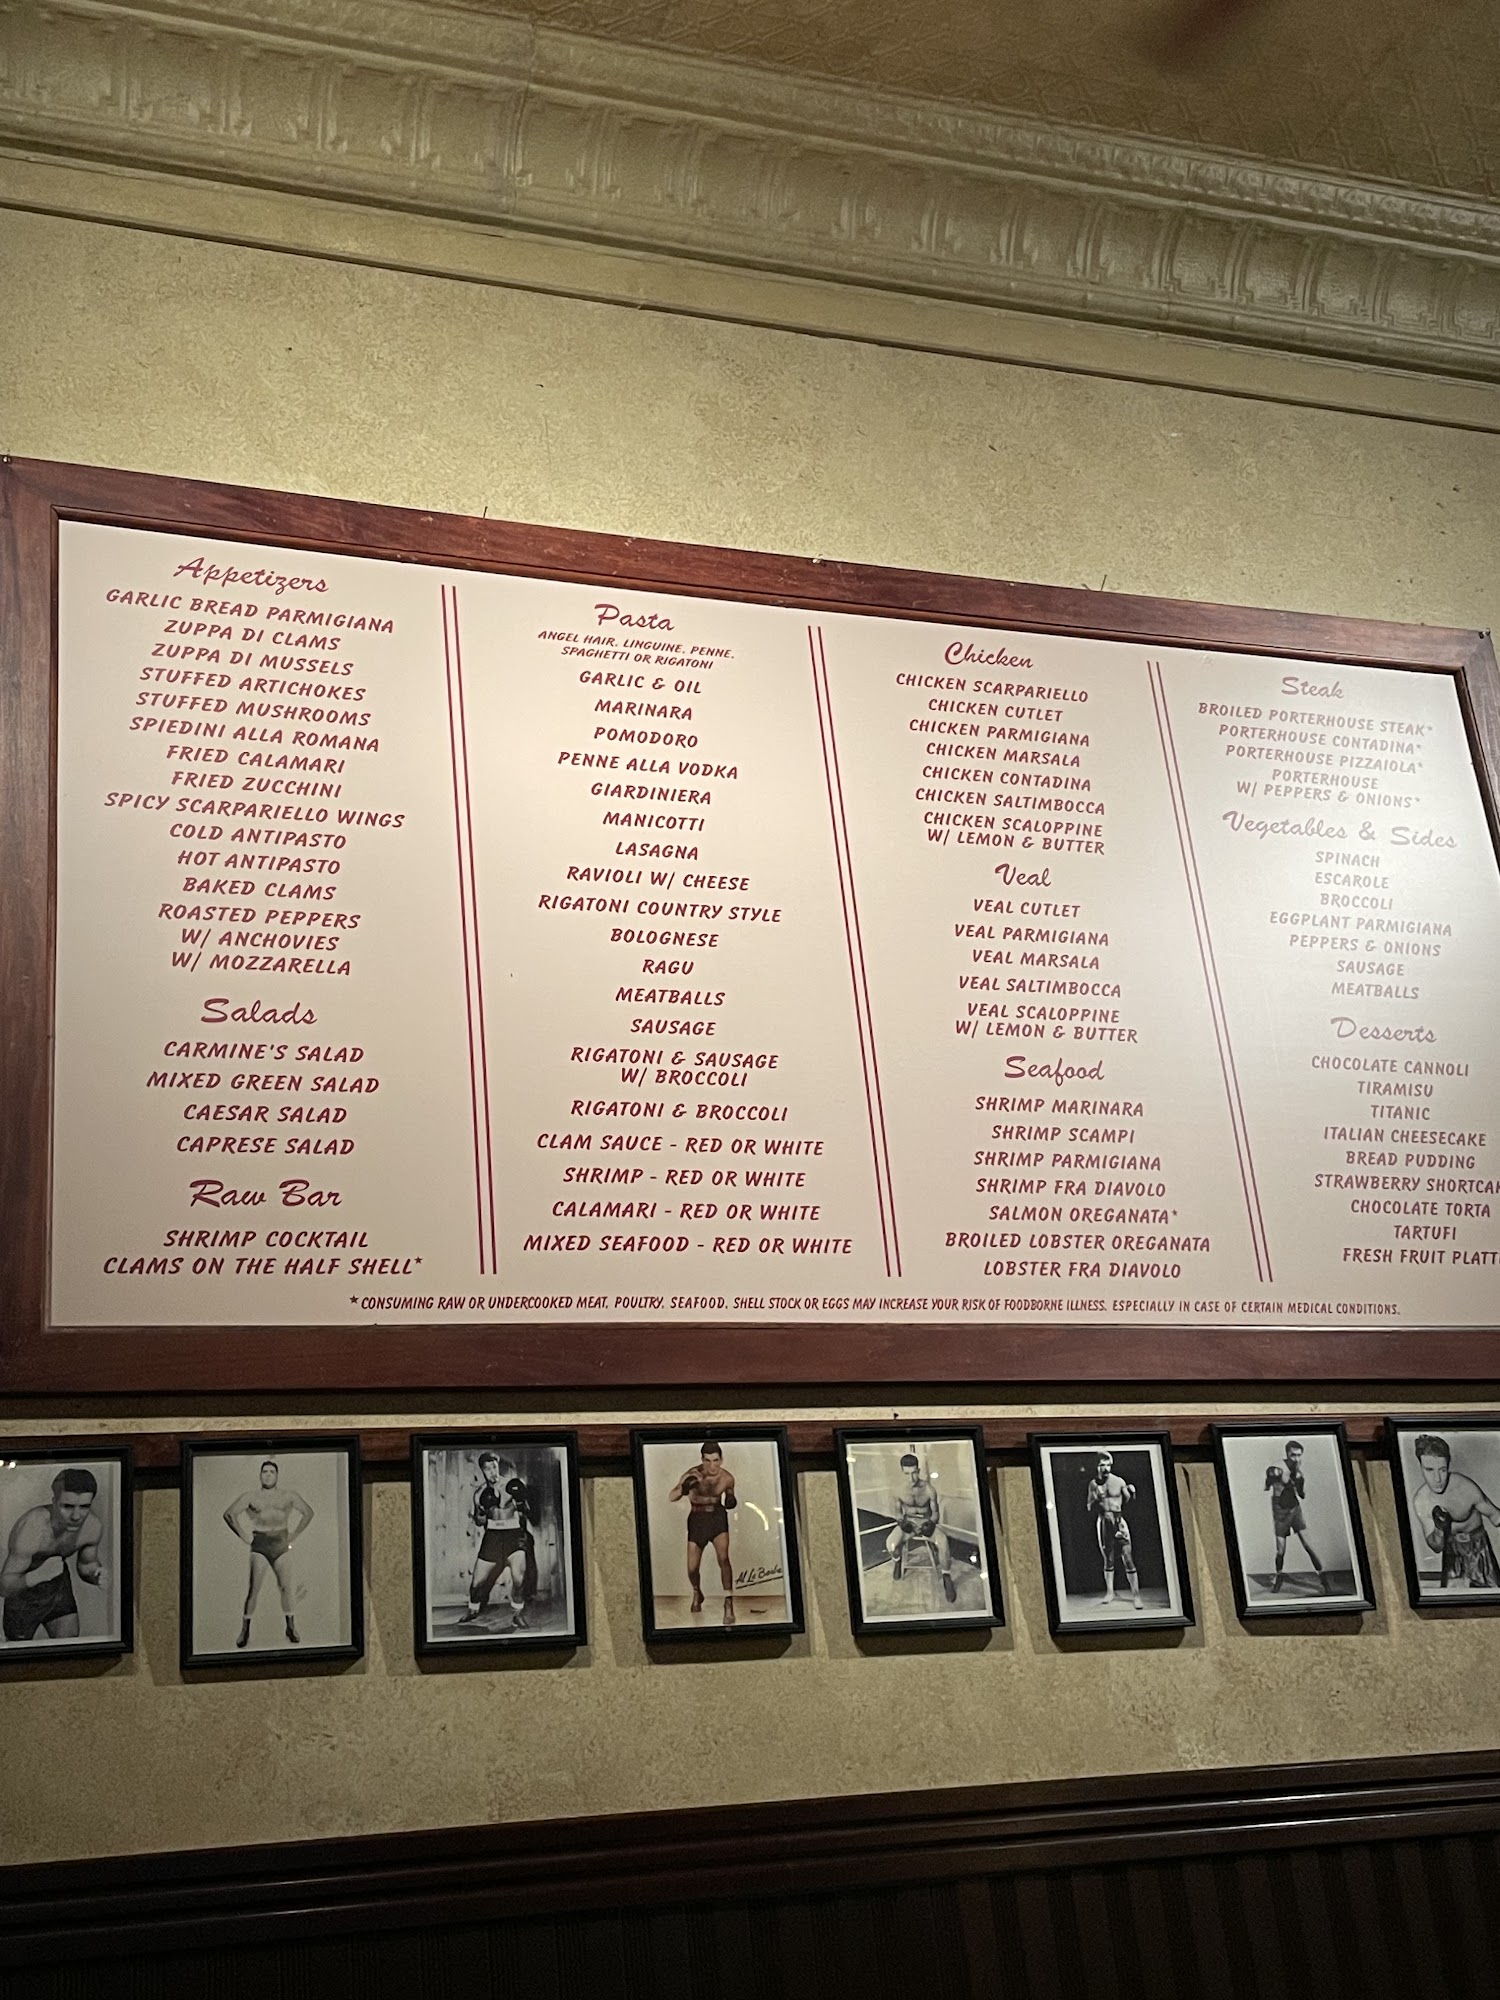 Appetizers
GARLIC BREAD PARMIGIANA
ZUPPA DI CLAMS
ZUPPA DI MUSSELS
STUFFED ARTICHOKES
STUFFED MUSHROOMS
SPIEDINI ALLA ROMANA
FRIED CALAMARI
FRIED ZUCCHINI
SPICY SCARPARIELLO WINGS
COLD ANTIPASTO
HOT ANTIPASTO
BAKED CLAMS
ROASTED PEPPERS
W/ ANCHOVIES
W/ MOZZARELLA
Salads
CARMINE'S SALAD
MIXED GREEN SALAD
CAESAR SALAD
CAPRESE SALAD
Raw Bar
SHRIMP COCKTAIL
CLAMS ON THE HALF SHELL*
Pasta
ANGEL HAIR, LINGUINE, PENNE,
SPAGHETTI OR RIGATONI
GARLIC & OIL
MARINARA
POMODORO
PENNE ALLA VODKA
GIARDINIERA
MANICOTTI
LASAGNA
RAVIOLI W/ CHEESE
RIGATONI COUNTRY STYLE
BOLOGNESE
RAGU
MEATBALLS
SAUSAGE
RIGATONI & SAUSAGE
W/ BROCCOLI
RIGATONI & BROCCOLI
CLAM SAUCE - RED OR WHITE
SHRIMP - RED OR WHITE
CALAMARI - RED OR WHITE
MIXED SEAFOOD - RED OR WHITE
Chicken
CHICKEN SCARPARIELLO
CHICKEN CUTLET
CHICKEN PARMIGIANA
CHICKEN MARSALA
CHICKEN CONTADINA
CHICKEN SALTIMBOCCA
CHICKEN SCALOPPINE
W/ LEMON & BUTTER
Veal
VEAL CUTLET
VEAL PARMIGIANA
VEAL MARSALA
VEAL SALTIMBOCCA
VEAL SCALOPPINE
W/ LEMON & BUTTER
Seafood
SHRIMP MARINARA
SHRIMP SCAMPI
SHRIMP PARMIGIANA
SHRIMP FRA DIAVOLO
SALMON OREGANATA*
BROILED LOBSTER OREGANATA
LOBSTER FRA DIAVOLO
Steak
BROILED PORTERHOUSE STEAK*
PORTERHOUSE CONTADINA*
PORTERHOUSE PIZZAIOLA*
PORTERHOUSE
W/ PEPPERS & ONIONS*
Vegetables & Sides
SPINACH
ESCAROLE
BROCCOLI
EGGPLANT PARMIGIANA
PEPPERS & ONIONS
SAUSAGE
MEATBALLS
Desserts
CHOCOLATE CANNOLI
TIRAMISU
TITANIC
ITALIAN CHEESECAKE
BREAD PUDDING
STRAWBERRY
CHOCOLATE TORTA
TARTUFI
FRESH FRUIT
* CONSUMING RAW OR UNDERCOOKED MEAT, POULTRY, SEAFOOD, SHELL STOCK OR EGGS MAY INCREASE YOUR RISK OF FOODBORNE ILLNESS, ESPECIALLY IN CASE OF CERTAIN MEDICAL CONDITIONS.